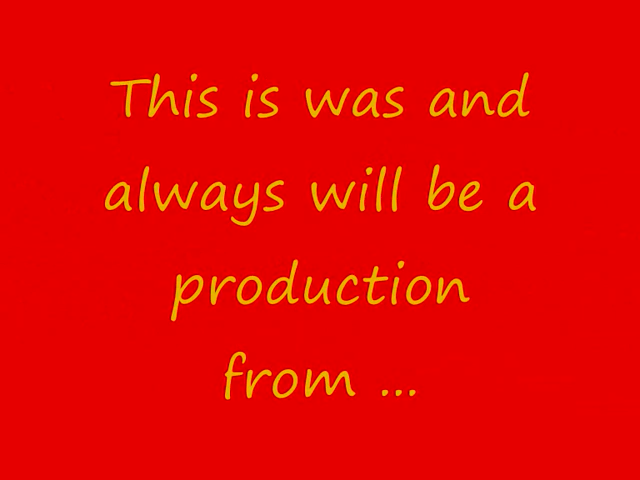 This is was and
always will be a
production
from ...